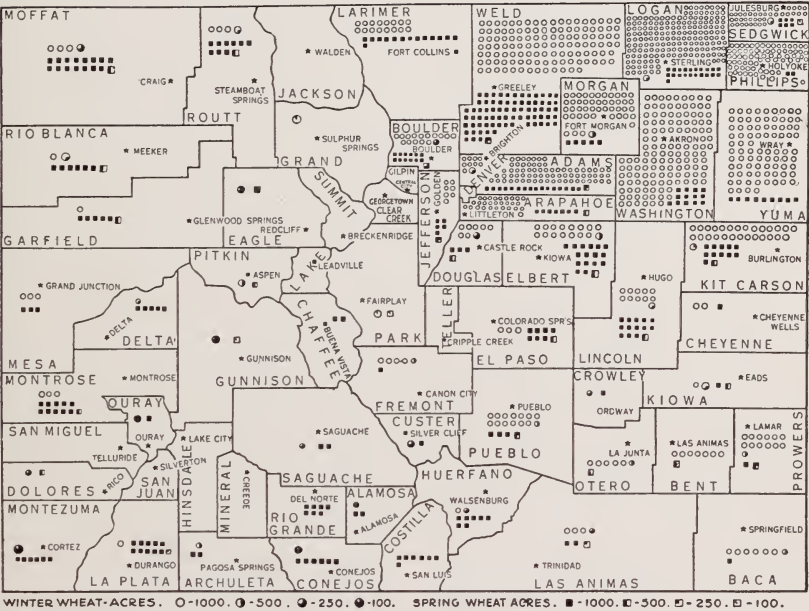 MOFFAT
CRAIG
ROUTT
STEAMBOAT
SPRINGS
WALDEN
JACKSON
LARIMER
FORT COLLINS
WELD
GREELEY
LOGAN
STERLING
JULESBURG
SEDGWICK
HOLYOKE
PHILLIPS
MORGAN
FORT MORGAN
RIO BLANCA
MEEKER
SULPHUR
SPRINGS
GRAND
BOULDER
BOULDER
GILPIN
CENTRAL
CITY
GEORGETOWN
CLEAR
CREEK
JEFFERSON
GOLDEN
DENVER
BRIGHTON
ADAMS
LITTLETON
ARAPAHOE
AKRON
WASHINGTON
WRAY
YUMA
GARFIELD
GLENWOOD SPRINGS
EAGLE
REDCLIFF
SUMMIT
BRECKENRIDGE
CASTLE ROCK
DOUGLAS
KIOWA
ELBERT
HUGO
LINCOLN
BURLINGTON
KIT CARSON
GRAND JUNCTION
MESA
DELTA
DELTA
PITKIN
ASPEN
LAKE
LEADVILLE
FAIRPLAY
PARK
TELLER
CRIPPLE CREEK
COLORADO SPR'S
EL PASO
CHEYENNE
WELLS
CHEYENNE
GUNNISON
GUNNISON
CHAFFEE
BUENA VISTA
MONTROSE
MONTROSE
OURAY
OURAY
CANON CITY
FREMONT
CROWLEY
ORDWAY
EADS
KIOWA
SAN MIGUEL
TELLURIDE
LAKE CITY
HINSDALE
SAGUACHE
SAGUACHE
CUSTER
SILVER CLIFF
PUEBLO
PUEBLO
LA JUNTA
OTERO
LAS ANIMAS
BENT
LAMAR
PROWERS
DOLORES
RICO
SILVERTON
SAN
JUAN
MINERAL
CREEDE
DEL NORTE
RIO
GRANDE
ALAMOSA
ALAMOSA
HUERFANO
WALSENBURG
MONTEZUMA
CORTEZ
DURANGO
LA PLATA
PAGOSA SPRINGS
ARCHULETA
CONEJOS
CONEJOS
COSTILLA
SAN LUIS
TRINIDAD
LAS ANIMAS
SPRINGFIELD
BACA
WINTER WHEAT-ACRES. -1000. -500. -250. -100. SPRING WHEAT ACRES. -1000. -500. -250. -100.